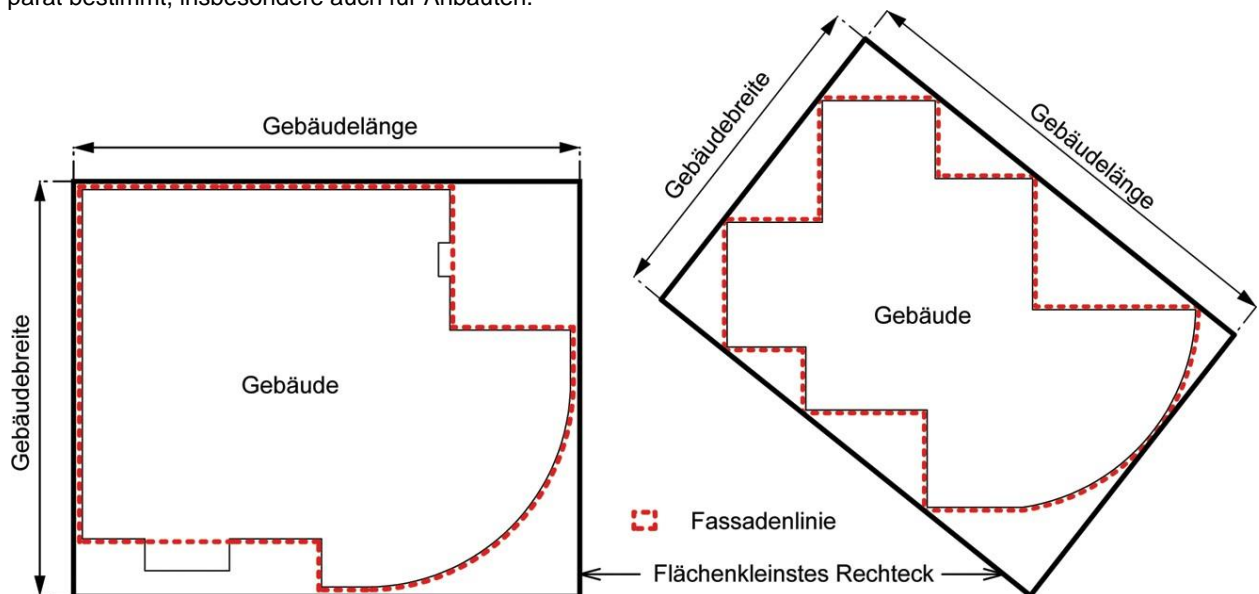 parat bestimmt, insbesondere auch für Anbauten.
Gebäudelänge
Gebäudebreite
Gebäude
Gebäudebreite
Gebäudelänge
Gebäude
Fassadenlinie
Flächenkleinstes Rechteck